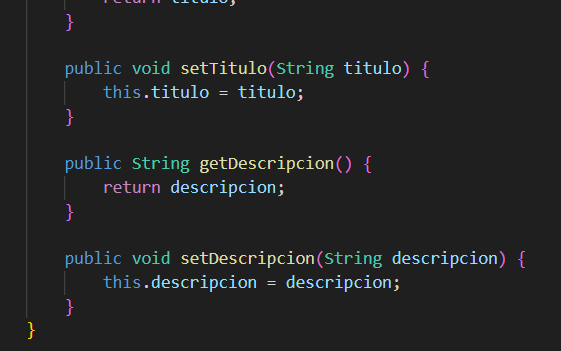 return titulo;
}
public void setTitulo(String titulo) {
this.titulo = titulo;
}
public String getDescripcion() {
return descripcion;
}
public void setDescripcion(String descripcion) {
this.descripcion = descripcion;
}
}